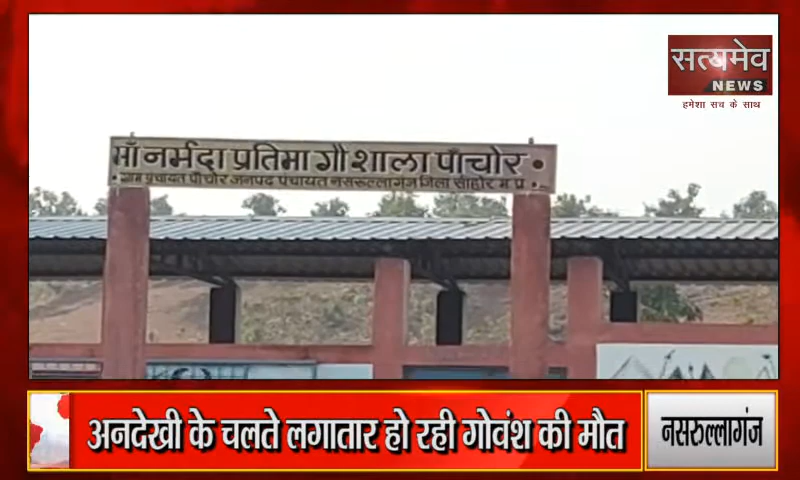 सत्यमेव
NEWS
हमेशा सच के साथ
माँ नर्मदा प्रतिमा गौशाला पाँचोर •
• ग्राम पंचायत पाँचोर जनपद पंचायत नसरुल्लागंज जिला सीहोर म.प्र •
अनदेखी के चलते लगातार हो रही गोवंश की मौत
नसरुल्लागंज